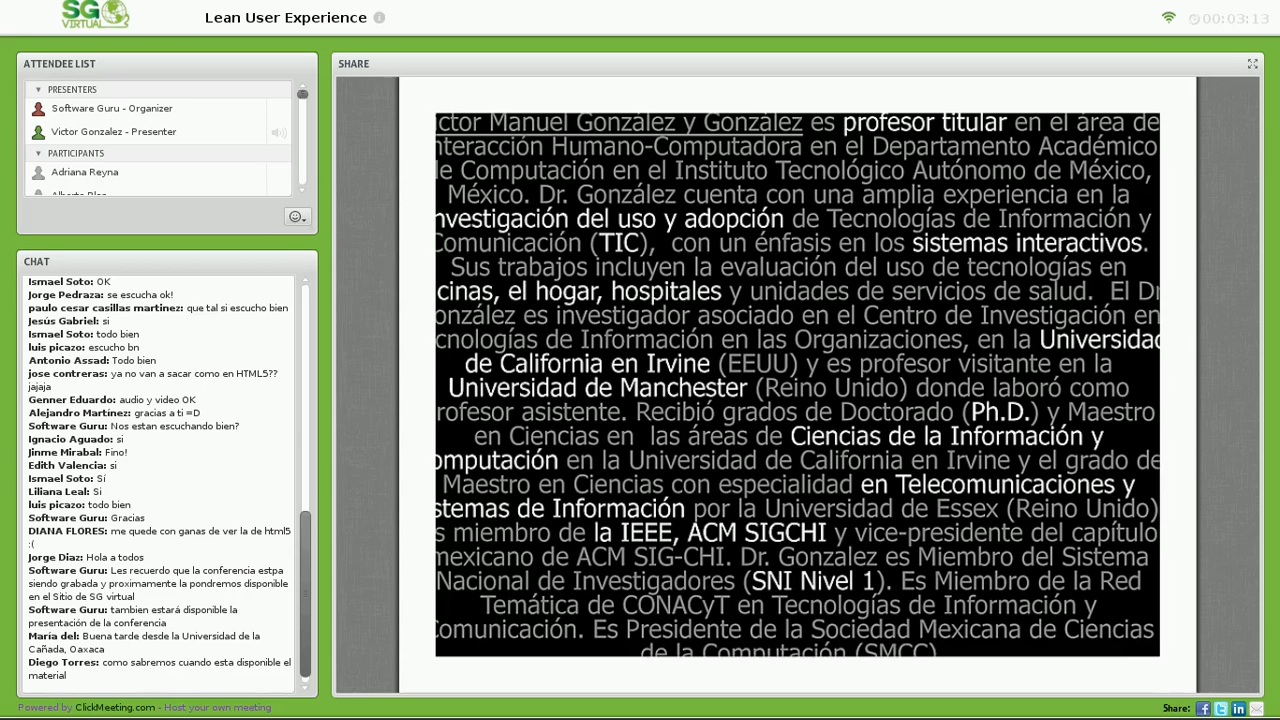 SG
VIRTUAL
Lean User Experience
00:03:13
ATTENDEE LIST
PRESENTERS
Software Guru - Organizer
Victor Gonzalez - Presenter
PARTICIPANTS
Adriana Reyna
CHAT
Ismael Soto: OK
Jorge Pedraza: se escucha ok!
paulo cesar casillas martinez: que tal si escucho bien
Jesús Gabriel: si
Ismael Soto: todo bien
luis picazo: escucho bn
Antonio Assad: Todo bien
jose contreras: ya no van a sacar como en HTML5??
jajaja
Genner Eduardo: audio y video OK
Alejandro Martínez: gracias a ti =D
Software Guru: Nos estan escuchando bien?
Ignacio Aguado: si
Jinme Mirabal: Fino!
Edith Valencia: si
Ismael Soto: Sí
Liliana Leal: Si
luis picazo: todo bien
Software Guru: Gracias
DIANA FLORES: me quede con ganas de ver la de html5
:(
Jorge Diaz: Hola a todos
Software Guru: Les recuerdo que la conferencia estpa
siendo grabada y proximamente la pondremos disponible
en el Sitio de SG virtual
Software Guru: tambien estará disponible la
presentación de la conferencia
María del: Buena tarde desde la Universidad de la
Cañada, Oaxaca
Diego Torres: como sabremos cuando esta disponible el
material
SHARE
ctor Manuel González y González es profesor titular en el área de
nteracción Humano-Computadora en el Departamento Académico
de Computación en el Instituto Tecnológico Autónomo de México,
México. Dr. González cuenta con una amplia experiencia en la
nvestigación del uso y adopción de Tecnologías de Información y
Comunicación (TIC), con un énfasis en los sistemas interactivos.
Sus trabajos incluyen la evaluación del uso de tecnologías en
cinas, el hogar, hospitales y unidades de servicios de salud. El Dr
onzález es investigador asociado en el Centro de Investigación en
cnologías de Información en las Organizaciones, en la Universidad
de California en Irvine (EEUU) y es profesor visitante en la
Universidad de Manchester (Reino Unido) donde laboró como
rofesor asistente. Recibió grados de Doctorado (Ph.D.) y Maestro
en Ciencias en las áreas de Ciencias de la Información y
omputación en la Universidad de California en Irvine y el grado de
Maestro en Ciencias con especialidad en Telecomunicaciones y
stemas de Información por la Universidad de Essex (Reino Unido)
s miembro de la IEEE, ACM SIGCHI y vice-presidente del capítulo
mexicano de ACM SIG-CHI. Dr. Gonzalez es Miembro del Sistema
Nacional de Investigadores (SNI Nivel 1). Es Miembro de la Red
Temática de CONACyT en Tecnologías de Información y
Comunicación. Es Presidente de la Sociedad Mexicana de Ciencias
de la Computación (SMCC)
Powered by ClickMeeting.com - Host your own meeting
Share: